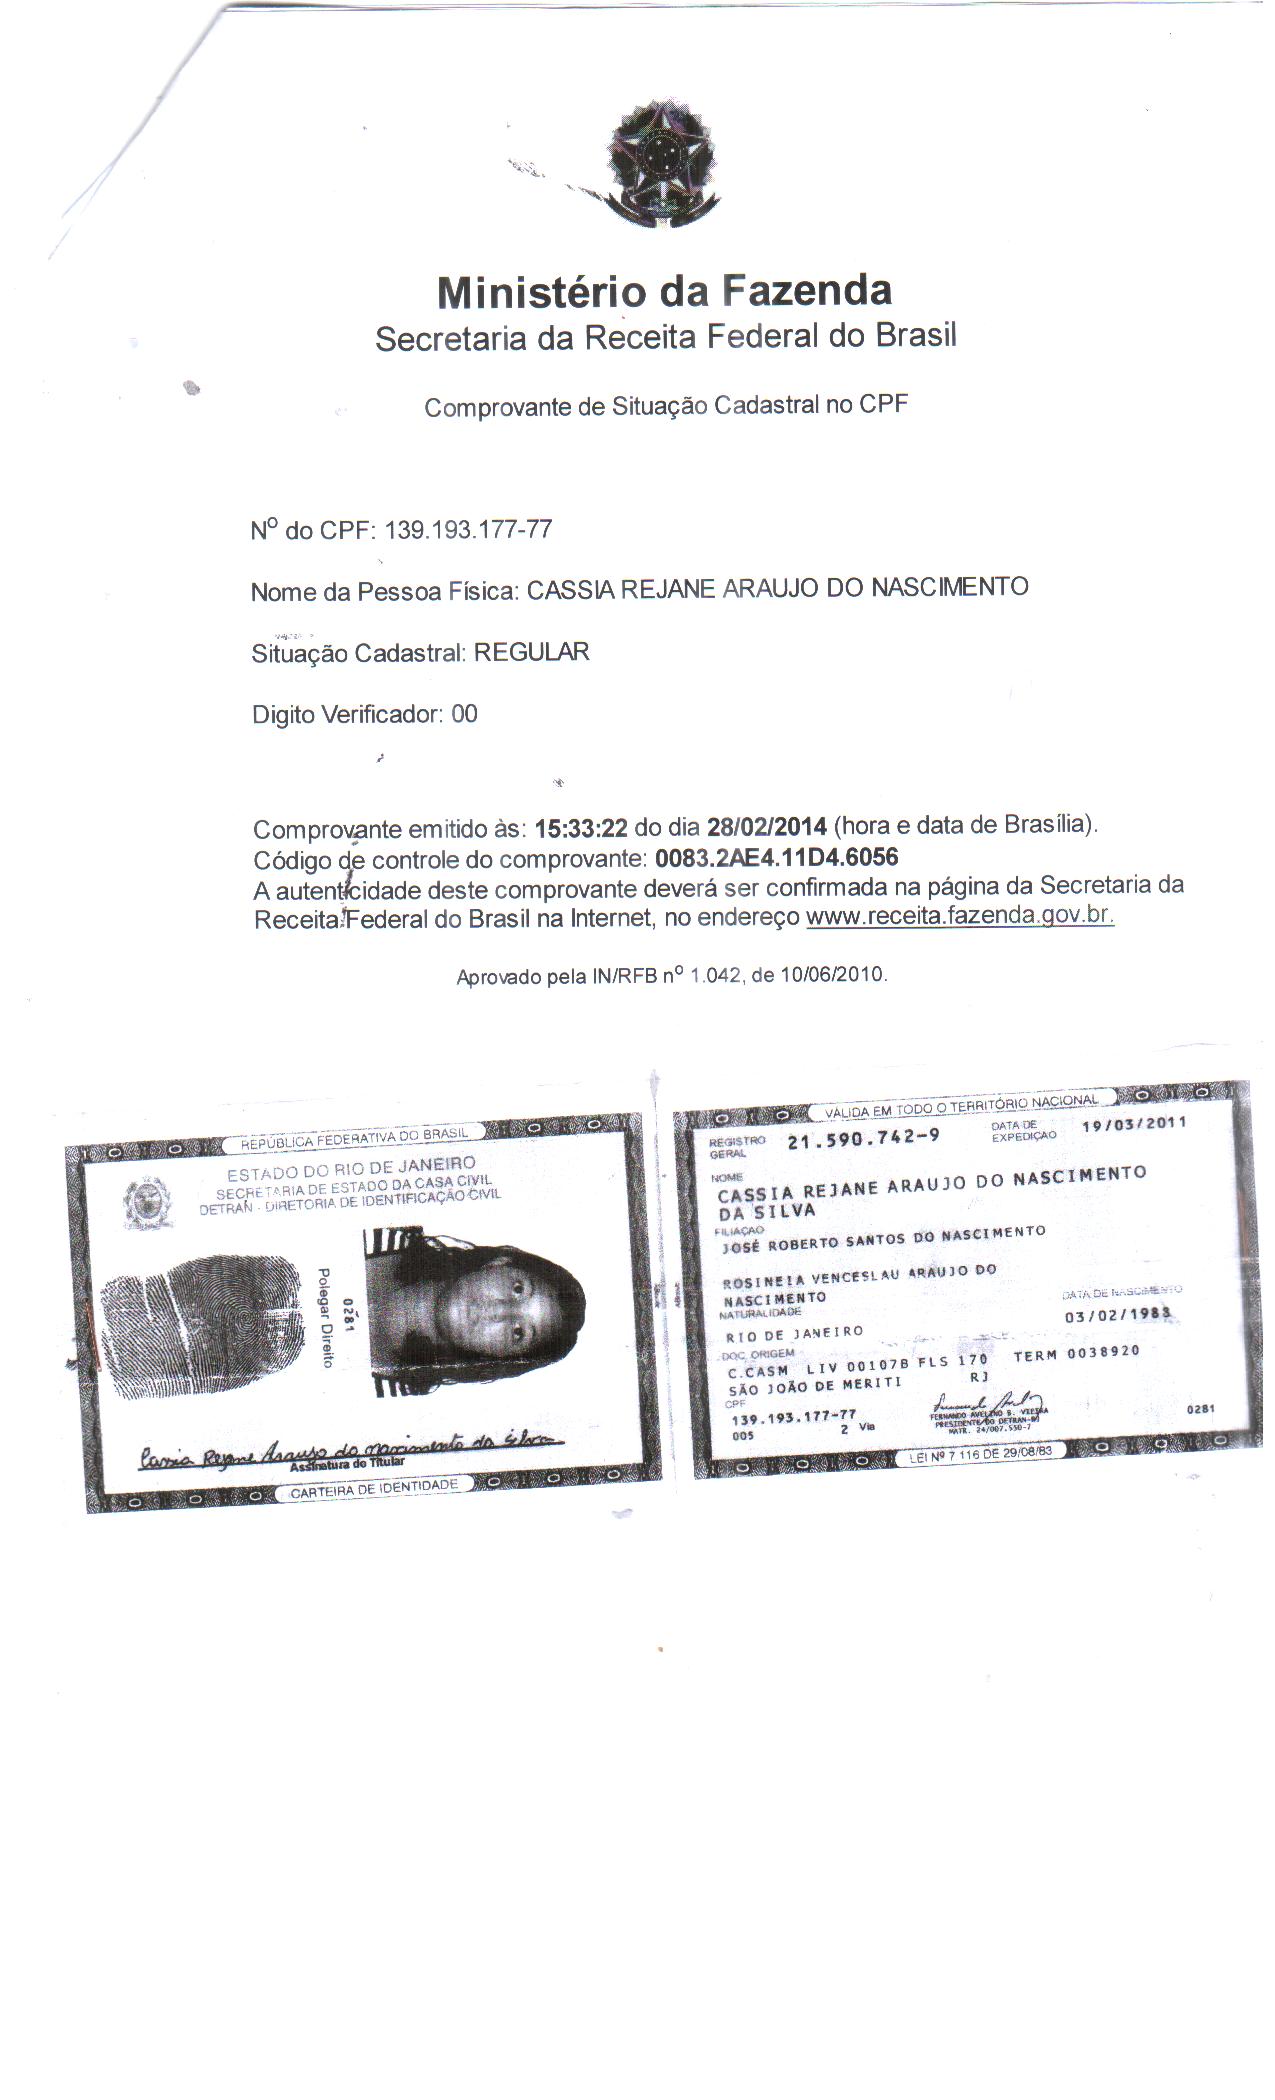 Ministério da Fazenda
Secretaria da Receita Federal do Brasil
Comprovante de Situação Cadastral no CPF
Nº do CPF: 139.193.177-77
Nome da Pessoa Física: CASSIA REJANE ARAUJO DO NASCIMENTO
Situação Cadastral: REGULAR
Digito Verificador: 00
Comprovante emitido às: 15:33:22 do dia 28/02/2014 (hora e data de Brasília).
Código de controle do comprovante: 0083.2AE4.11D4.6056
A autenticidade deste comprovante deverá ser confirmada na página da Secretaria da
Receita Federal do Brasil na Internet, no endereço www.receita.fazenda.gov.br.
Aprovado pela IN/RFB nº 1.042, de 10/06/2010.
REPÚBLICA FEDERATIVA DO BRASIL
ESTADO DO RIO DE JANEIRO
SECRETARIA DE ESTADO DA CASA CIVIL
DETRAN - DIRETORIA DE IDENTIFICAÇÃO CIVIL
Polegar Direito
0281
Cassia Rejane Araujo do Nascimento da Silva
Assinatura do Titular
CARTEIRA DE IDENTIDADE
VÁLIDA EM TODO O TERRITÓRIO NACIONAL
REGISTRO GERAL 21.590.742-9 DATA DE EXPEDIÇÃO 19/03/2011
NOME
CASSIA REJANE ARAUJO DO NASCIMENTO
DA SILVA
FILIAÇÃO
JOSÉ ROBERTO SANTOS DO NASCIMENTO
ROSINEIA VENCESLAU ARAUJO DO
NASCIMENTO
NATURALIDADE DATA DE NASCIMENTO
RIO DE JANEIRO 03/02/1983
DOC ORIGEM
C.CASM LIV 00107B FLS 170 TERM 0038920
SÃO JOÃO DE MERITI RJ
CPF
139.193.177-77
005 2 Via
FERNANDO AVELINO B. VIEIRA
PRESIDENTE DO DETRAN-RJ
MATR. 24/007.550-7
0281
LEI Nº 7 116 DE 29/08/83